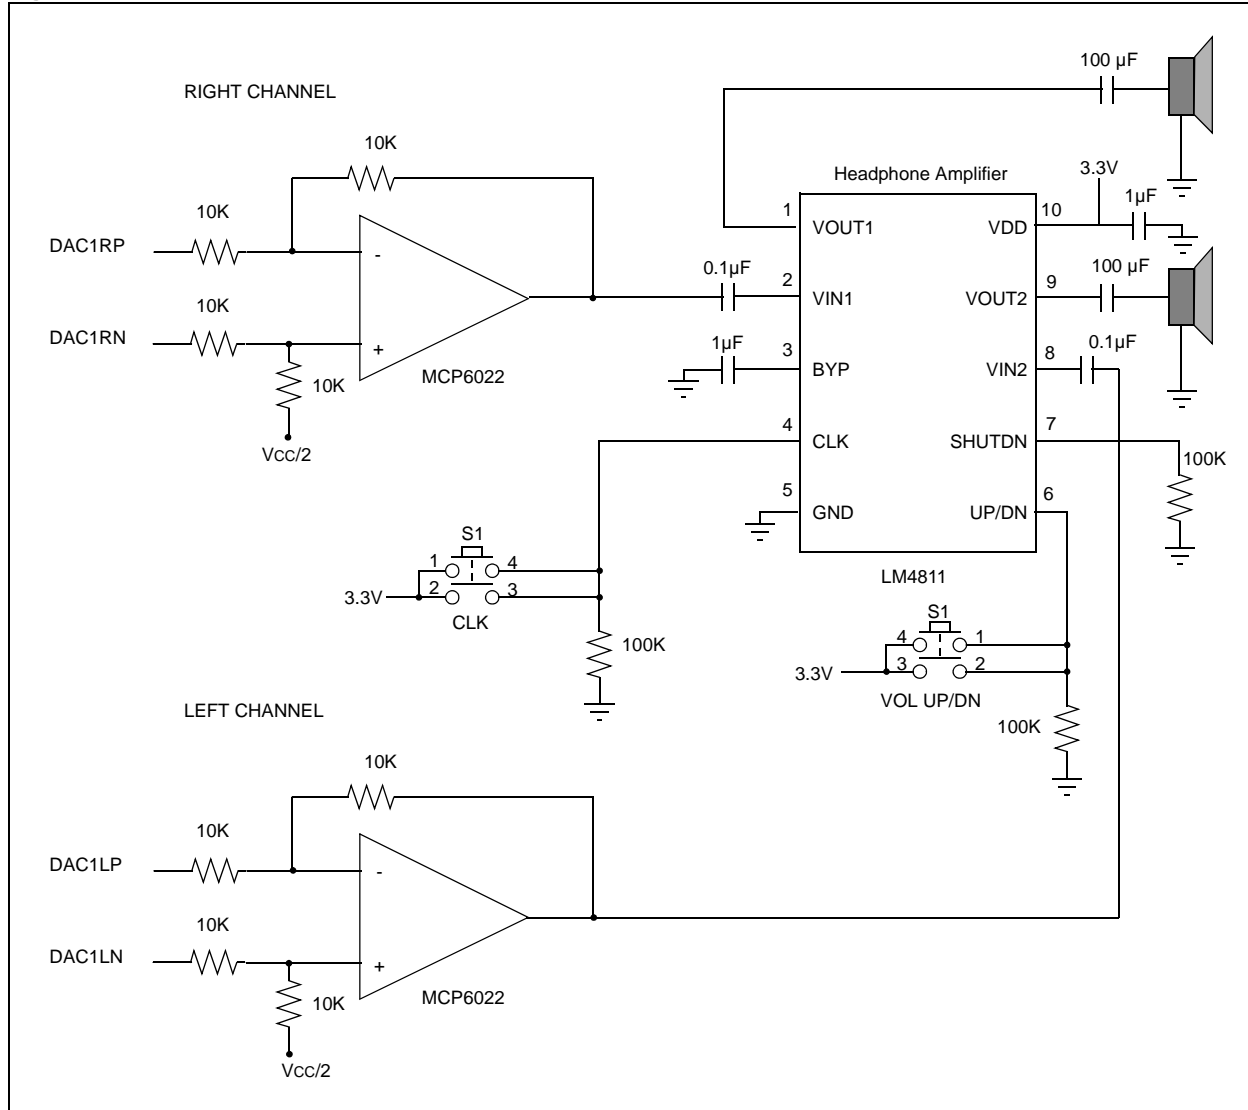 RIGHT CHANNEL
10K
10K
DAC1RP
-
10K
DAC1RN
+
10K
MCP6022
VCC/2
100 µF
Headphone Amplifier
3.3V
1µF
1
VOUT1
10
VDD
0.1µF
2
VIN1
9
VOUT2
100 µF
1µF
3
BYP
8
VIN2
0.1µF
4
CLK
7
SHUTDN
100K
5
GND
6
UP/DN
LM4811
S1
1
4
2
3
3.3V
CLK
100K
S1
4
1
3
2
3.3V
VOL UP/DN
100K
LEFT CHANNEL
10K
10K
DAC1LP
-
10K
DAC1LN
+
10K
MCP6022
VCC/2